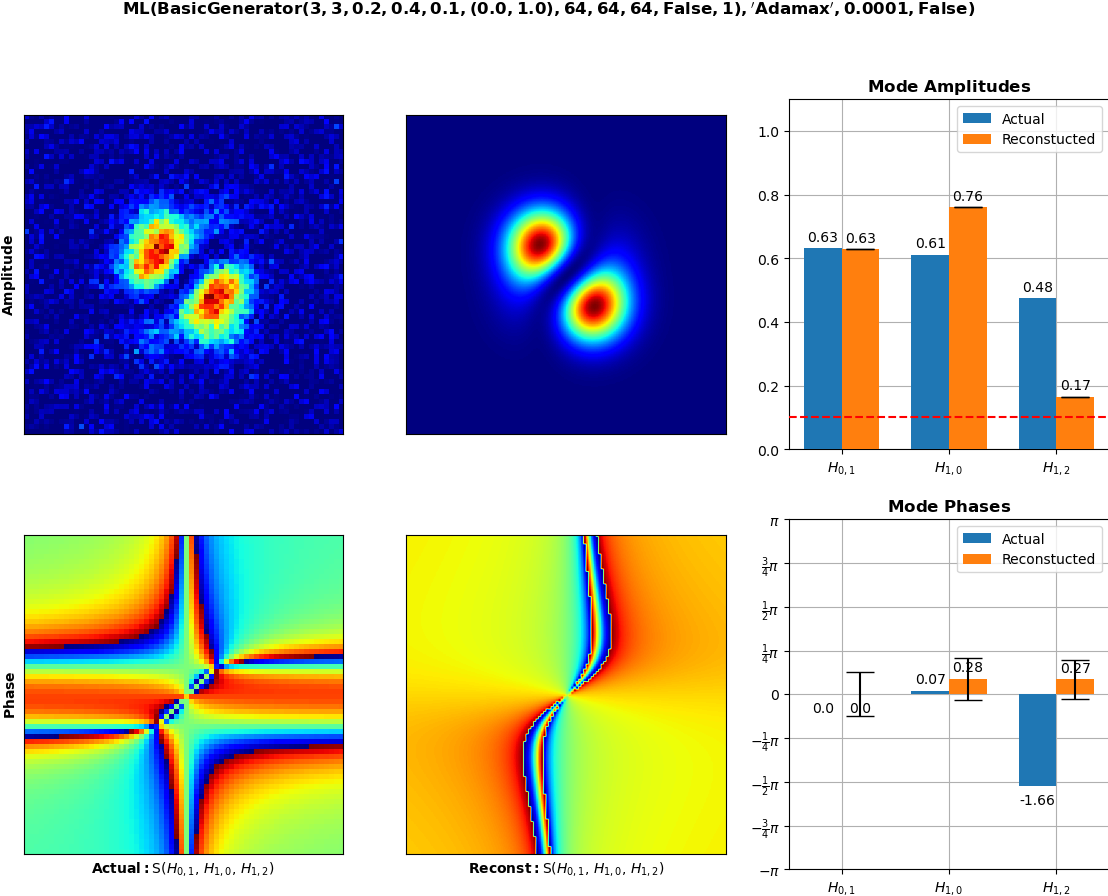 ML(BasicGenerator(3, 3, 0.2, 0.4, 0.1, (0.0, 1.0), 64, 64, 64, False, 1), 'Adamax', 0.0001, False)
Mode Amplitudes
Actual
Reconstucted
1.0
0.8
0.6
0.4
0.2
0.0
0.63
0.63
0.61
0.76
0.48
0.17
H0,1
H1,0
H1,2
Amplitude
Mode Phases
Actual
Reconstucted
π
3/4π
1/2π
1/4π
0
−1/4π
−1/2π
−3/4π
−π
0.0
0.0
0.07
0.28
-1.66
0.27
H0,1
H1,0
H1,2
Phase
Actual: S(H0,1, H1,0, H1,2)
Reconst: S(H0,1, H1,0, H1,2)